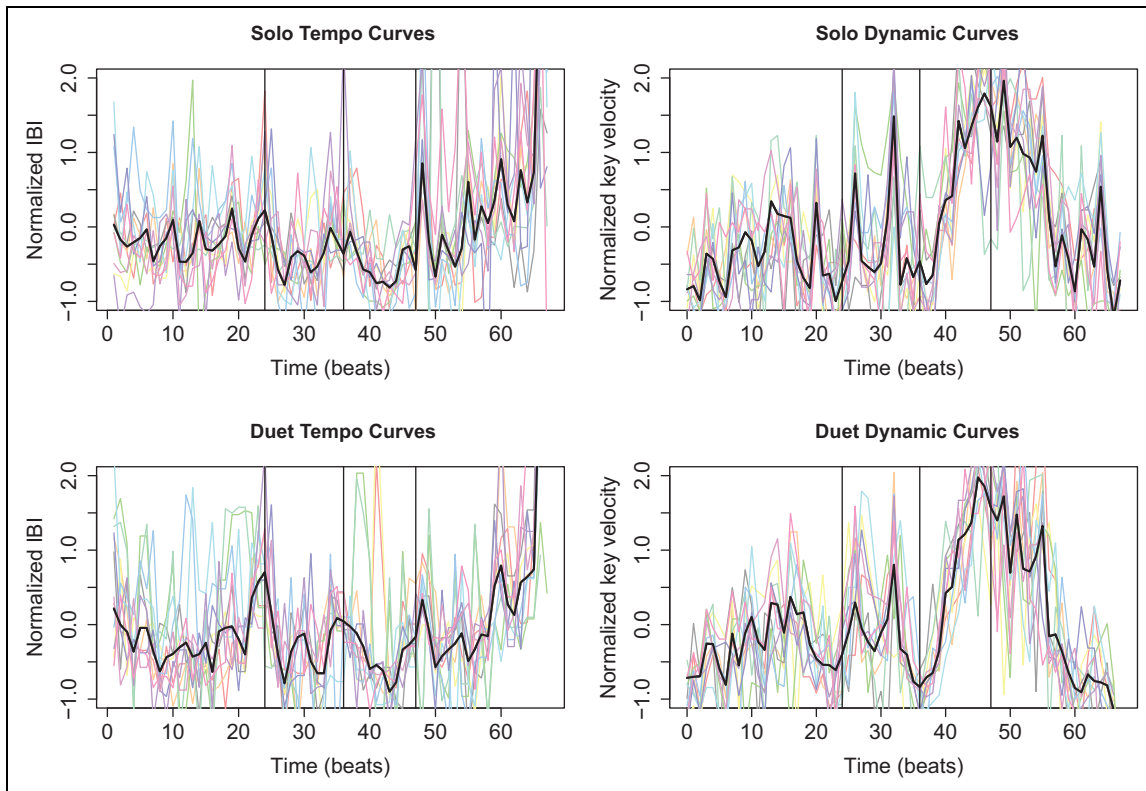 Solo Tempo Curves
Normalized IBI
2.0
1.0
0.0
−1.0
0 10 20 30 40 50 60
Time (beats)
Solo Dynamic Curves
Normalized key velocity
2.0
1.0
0.0
−1.0
0 10 20 30 40 50 60
Time (beats)
Duet Tempo Curves
Normalized IBI
2.0
1.0
0.0
−1.0
0 10 20 30 40 50 60
Time (beats)
Duet Dynamic Curves
Normalized key velocity
2.0
1.0
0.0
−1.0
0 10 20 30 40 50 60
Time (beats)